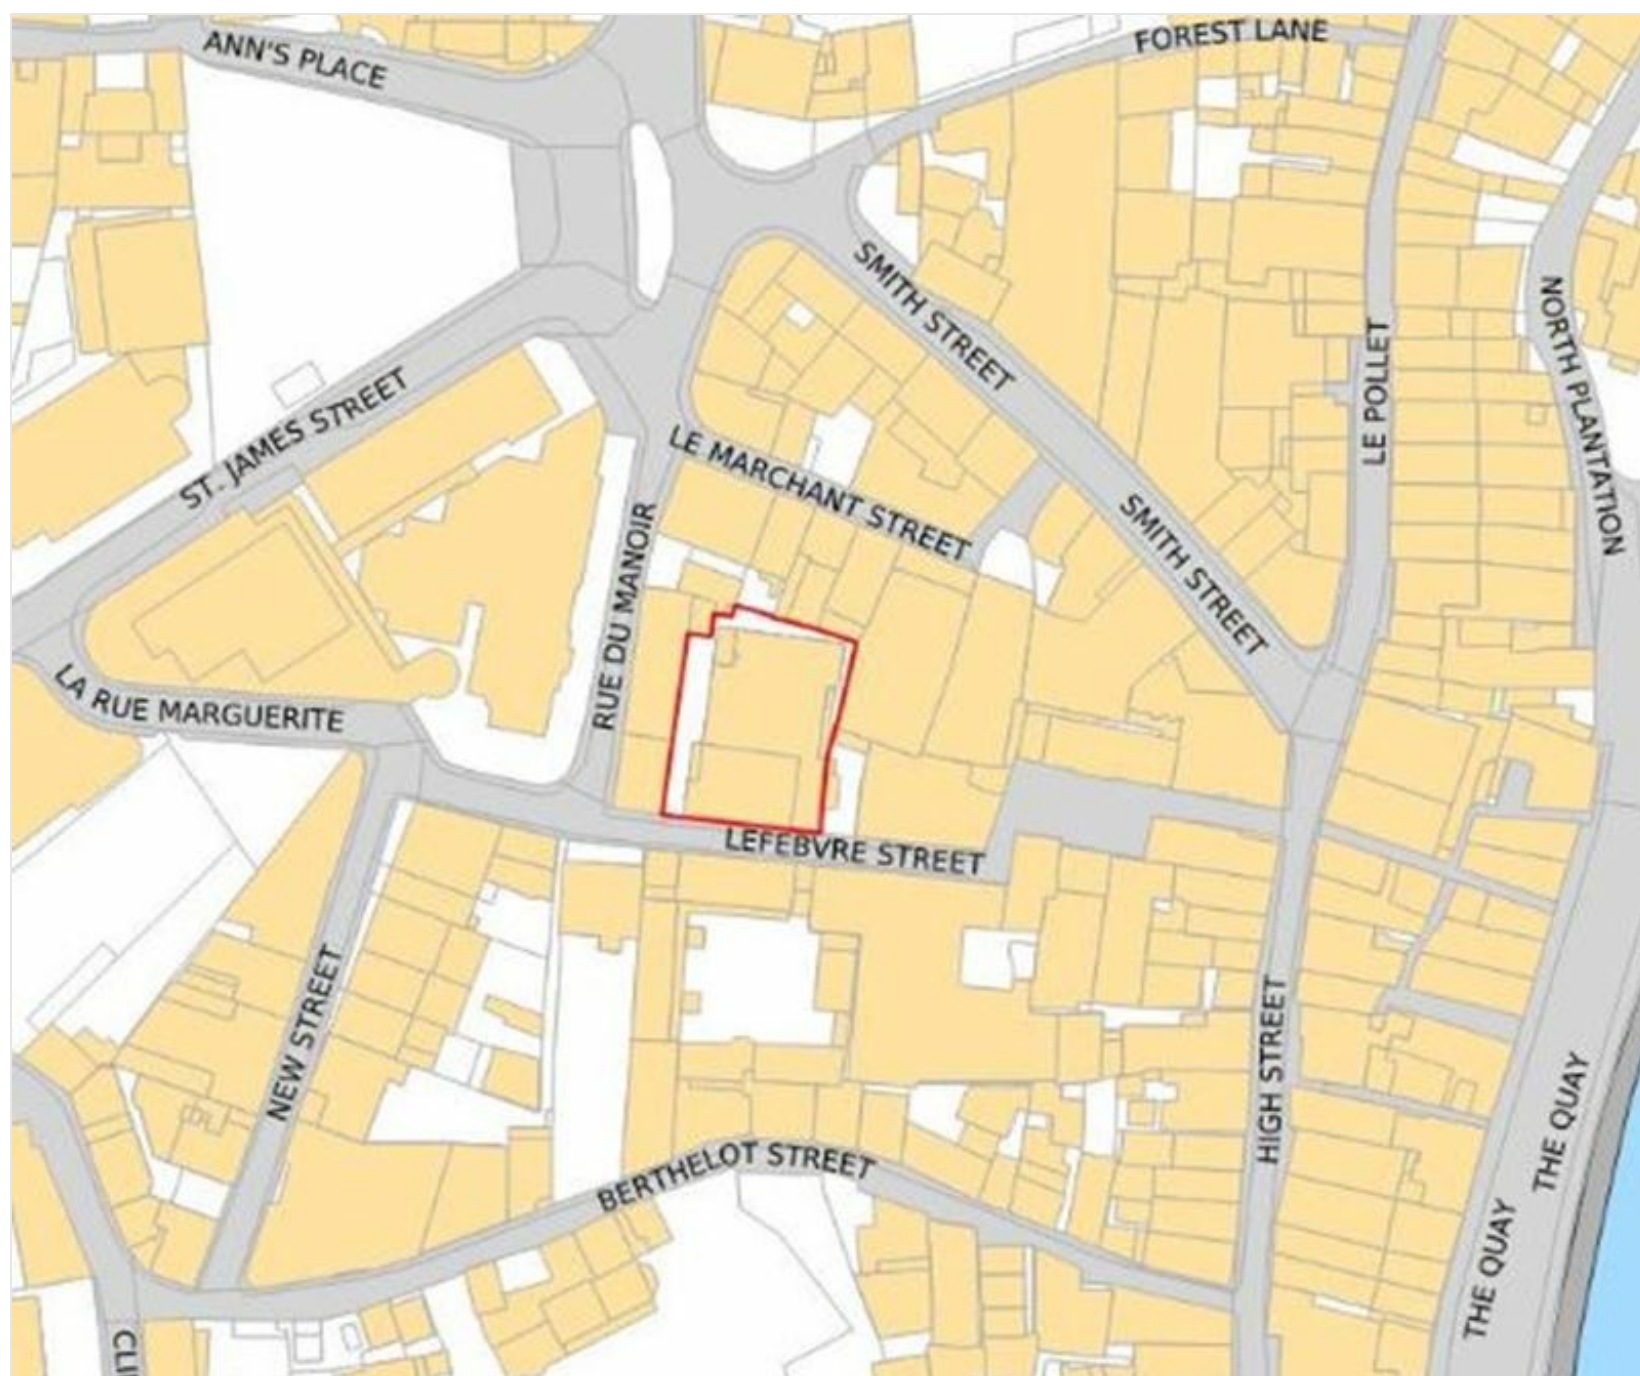 ANN'S PLACE
FOREST LANE
SMITH STREET
NORTH PLANTATION
LE POLLET
ST. JAMES STREET
LE MARCHANT STREET
SMITH STREET
RUE DU MANOIR
LA RUE MARGUERITE
LEFEBVRE STREET
NEW STREET
HIGH STREET
THE QUAY
BERTHELOT STREET
THE QUAY
CLI